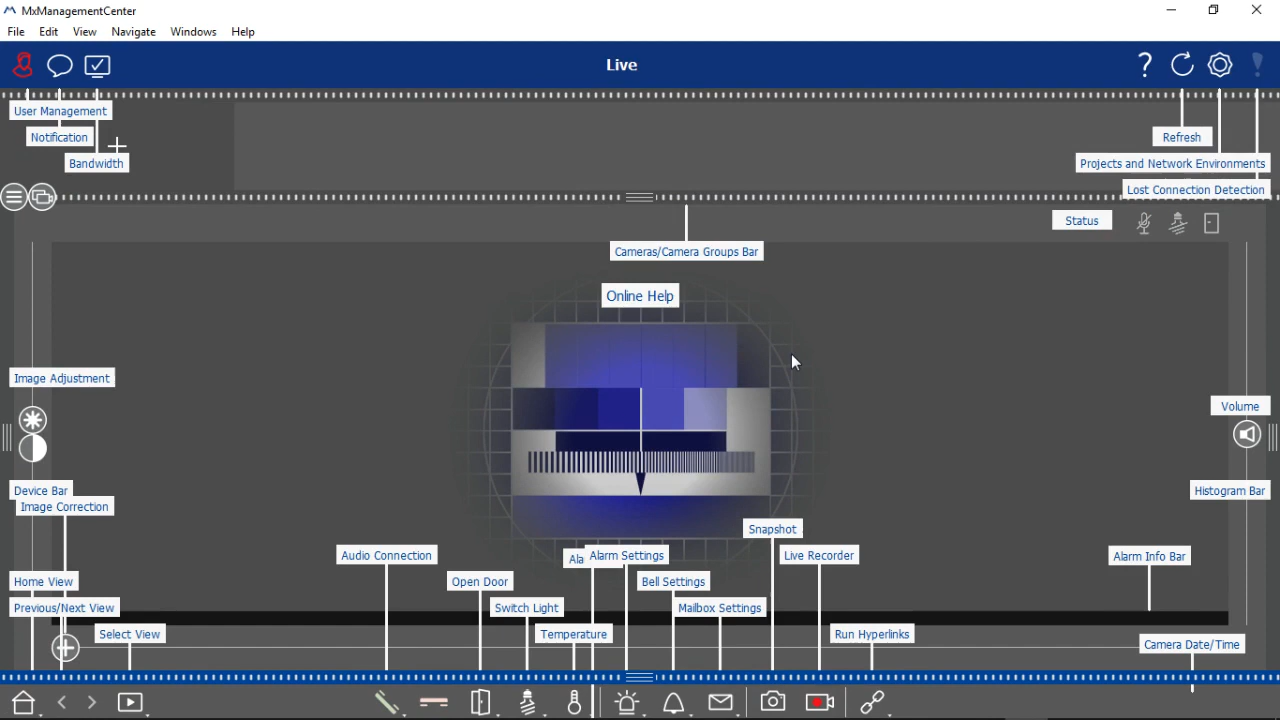 MxManagementCenter
File Edit View Navigate Windows Help
Live
User Management
Notification
Refresh
Bandwidth
Projects and Network Environments
Lost Connection Detection
Status
Cameras/Camera Groups Bar
Online Help
Image Adjustment
Volume
Device Bar
Histogram Bar
Image Correction
Snapshot
Audio Connection
Alarm Settings
Live Recorder
Alarm Info Bar
Home View
Open Door
Bell Settings
Previous/Next View
Switch Light
Mailbox Settings
Select View
Temperature
Run Hyperlinks
Camera Date/Time